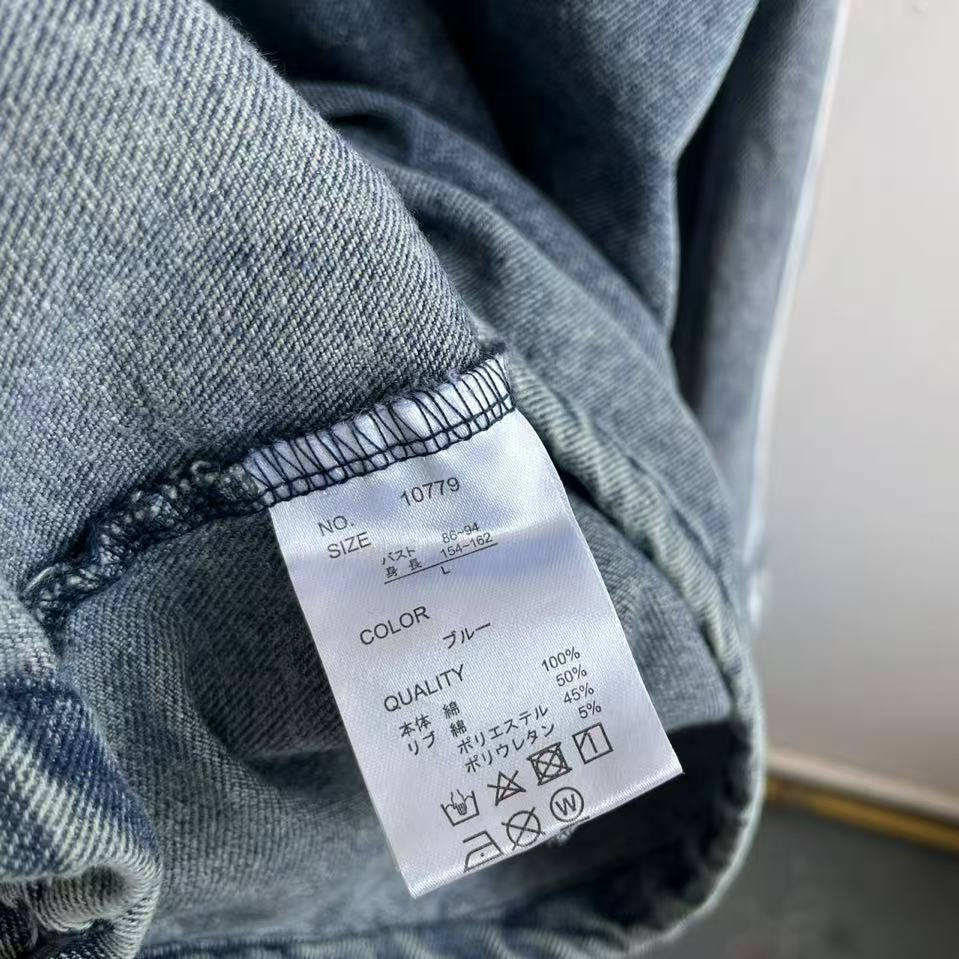 NO. 10779
SIZE バスト 86-94
身 長 154-162
L
COLOR
ブルー
QUALITY
本体 綿 100%
リブ 綿 50%
ポリエステル 45%
ポリウレタン 5%
W